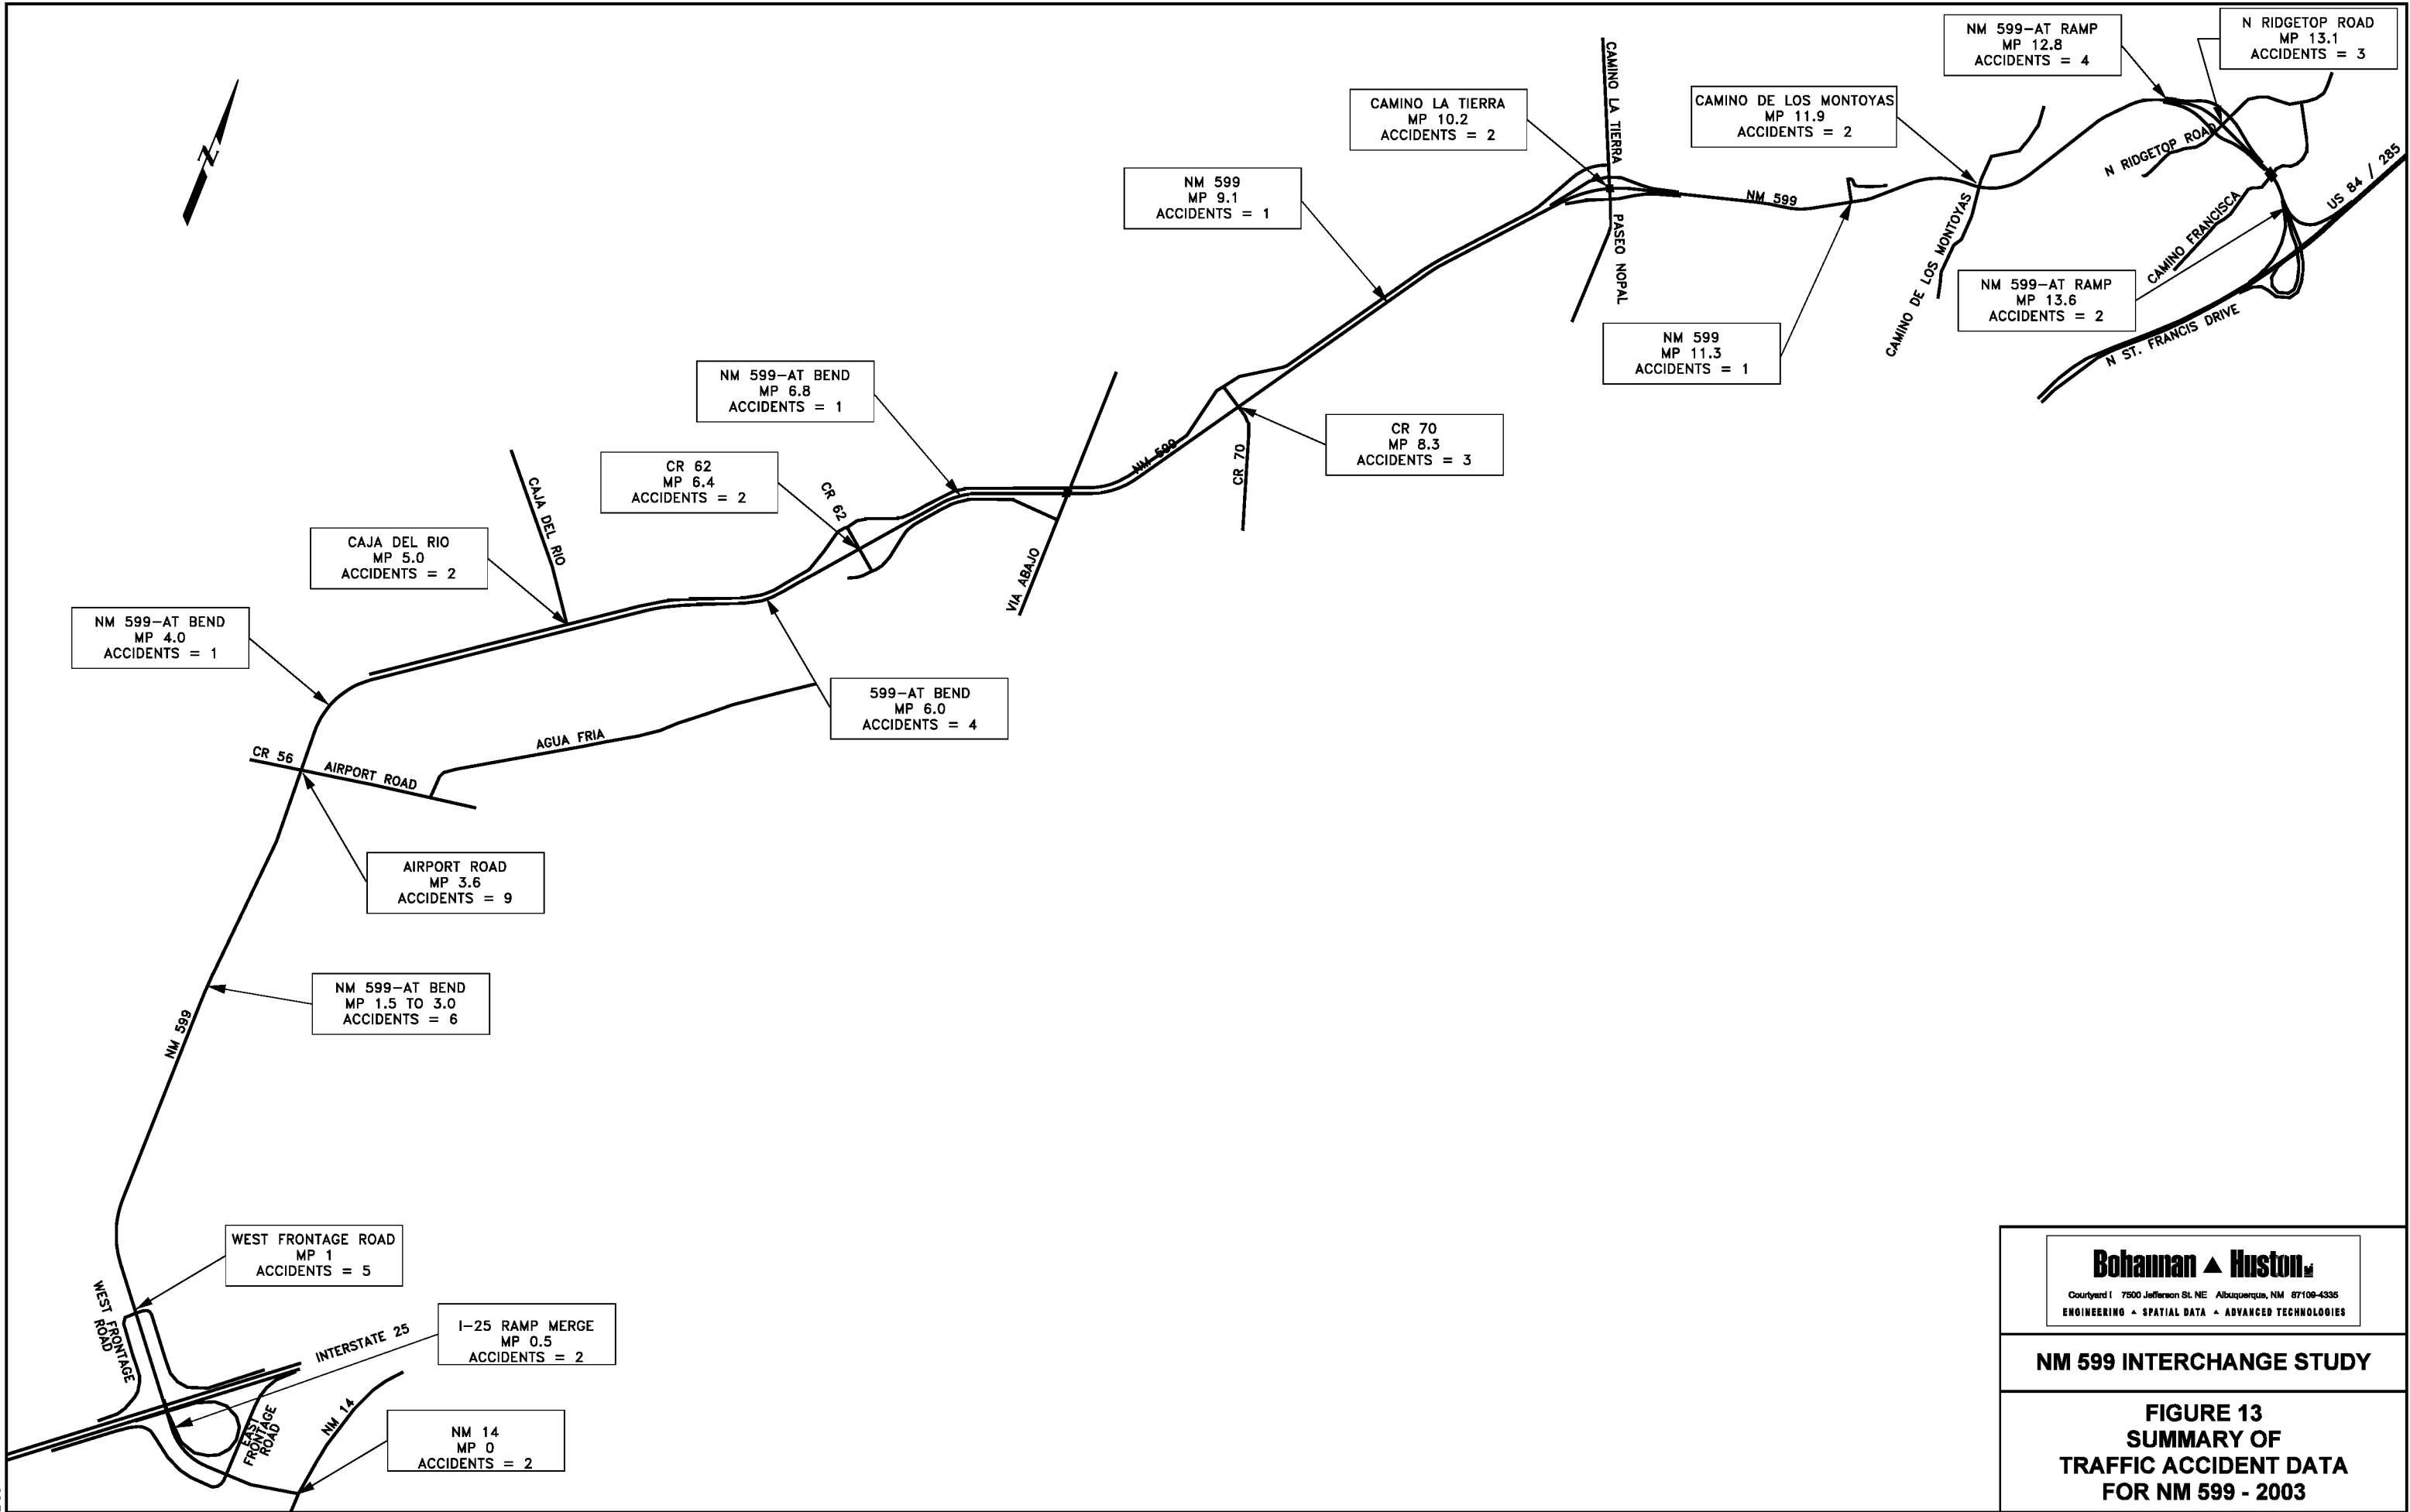 N RIDGETOP ROAD
MP 13.1
ACCIDENTS = 3
NM 599-AT RAMP
MP 12.8
ACCIDENTS = 4
CAMINO DE LOS MONTOYAS
MP 11.9
ACCIDENTS = 2
CAMINO LA TIERRA
MP 10.2
ACCIDENTS = 2
CAMINO LA TIERRA
PASEO NOPAL
NM 599
N RIDGETOP ROAD
US 84 / 285
CAMINO FRANCISCA
CAMINO DE LOS MONTOYAS
N ST. FRANCIS DRIVE
NM 599-AT RAMP
MP 13.6
ACCIDENTS = 2
NM 599
MP 11.3
ACCIDENTS = 1
NM 599
MP 9.1
ACCIDENTS = 1
N
NM 599-AT BEND
MP 6.8
ACCIDENTS = 1
CR 70
MP 8.3
ACCIDENTS = 3
NM 599
CR 70
CR 62
MP 6.4
ACCIDENTS = 2
CR 62
VIA ABAJO
CAJA DEL RIO
CAJA DEL RIO
MP 5.0
ACCIDENTS = 2
NM 599-AT BEND
MP 4.0
ACCIDENTS = 1
599-AT BEND
MP 6.0
ACCIDENTS = 4
AGUA FRIA
CR 56
AIRPORT ROAD
AIRPORT ROAD
MP 3.6
ACCIDENTS = 9
NM 599-AT BEND
MP 1.5 TO 3.0
ACCIDENTS = 6
NM 599
WEST FRONTAGE ROAD
MP 1
ACCIDENTS = 5
WEST FRONTAGE
ROAD
INTERSTATE 25
I-25 RAMP MERGE
MP 0.5
ACCIDENTS = 2
EAST
FRONTAGE
ROAD
NM 14
NM 14
MP 0
ACCIDENTS = 2
Bohannan ▲ Huston INC.
Courtyard I 7500 Jefferson St. NE Albuquerque, NM 87109-4335
ENGINEERING ▲ SPATIAL DATA ▲ ADVANCED TECHNOLOGIES
NM 599 INTERCHANGE STUDY
FIGURE 13
SUMMARY OF
TRAFFIC ACCIDENT DATA
FOR NM 599 - 2003